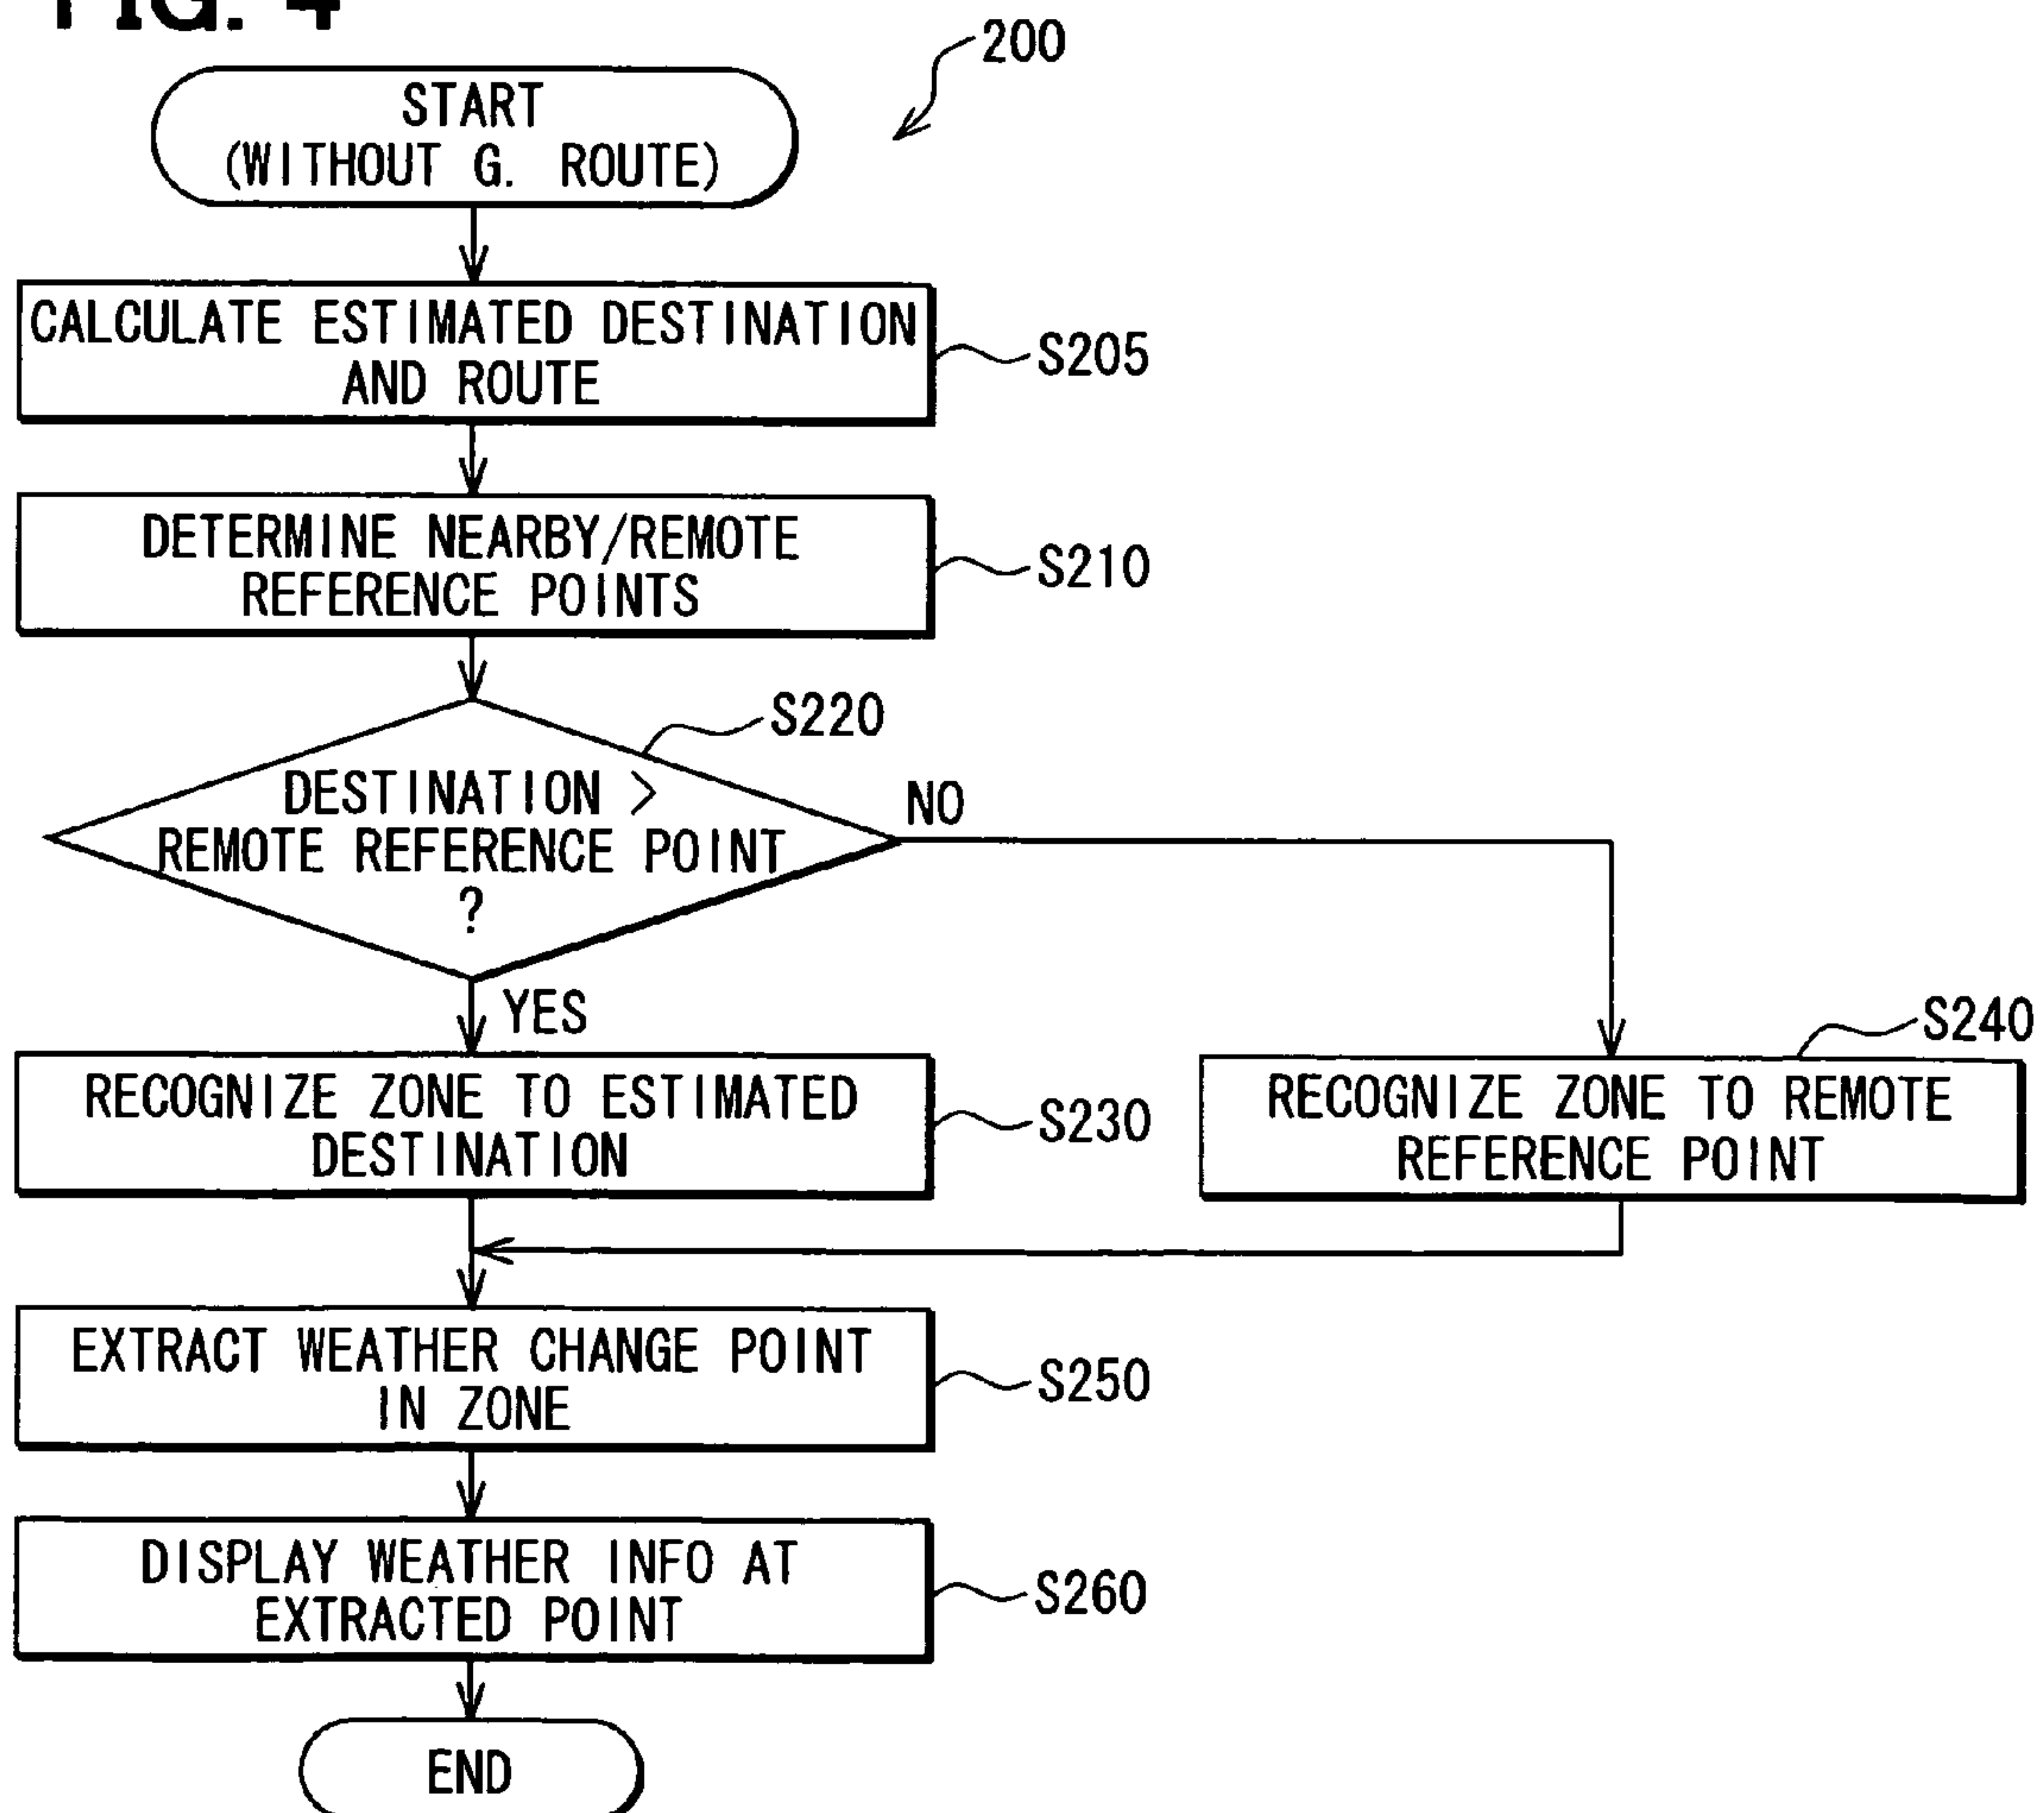 FIG. 4
200
START
(WITHOUT G. ROUTE)
CALCULATE ESTIMATED DESTINATION
AND ROUTE
S205
DETERMINE NEARBY/REMOTE
REFERENCE POINTS
S210
S220
DESTINATION >
REMOTE REFERENCE POINT
?
NO
YES
RECOGNIZE ZONE TO ESTIMATED
DESTINATION
S230
S240
RECOGNIZE ZONE TO REMOTE
REFERENCE POINT
EXTRACT WEATHER CHANGE POINT
IN ZONE
S250
DISPLAY WEATHER INFO AT
EXTRACTED POINT
S260
END